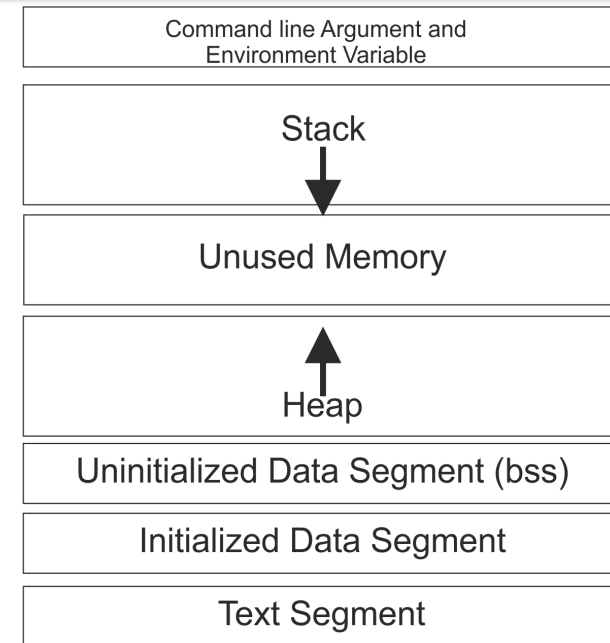 Command line Argument and
Environment Variable
Stack
Unused Memory
Heap
Uninitialized Data Segment (bss)
Initialized Data Segment
Text Segment